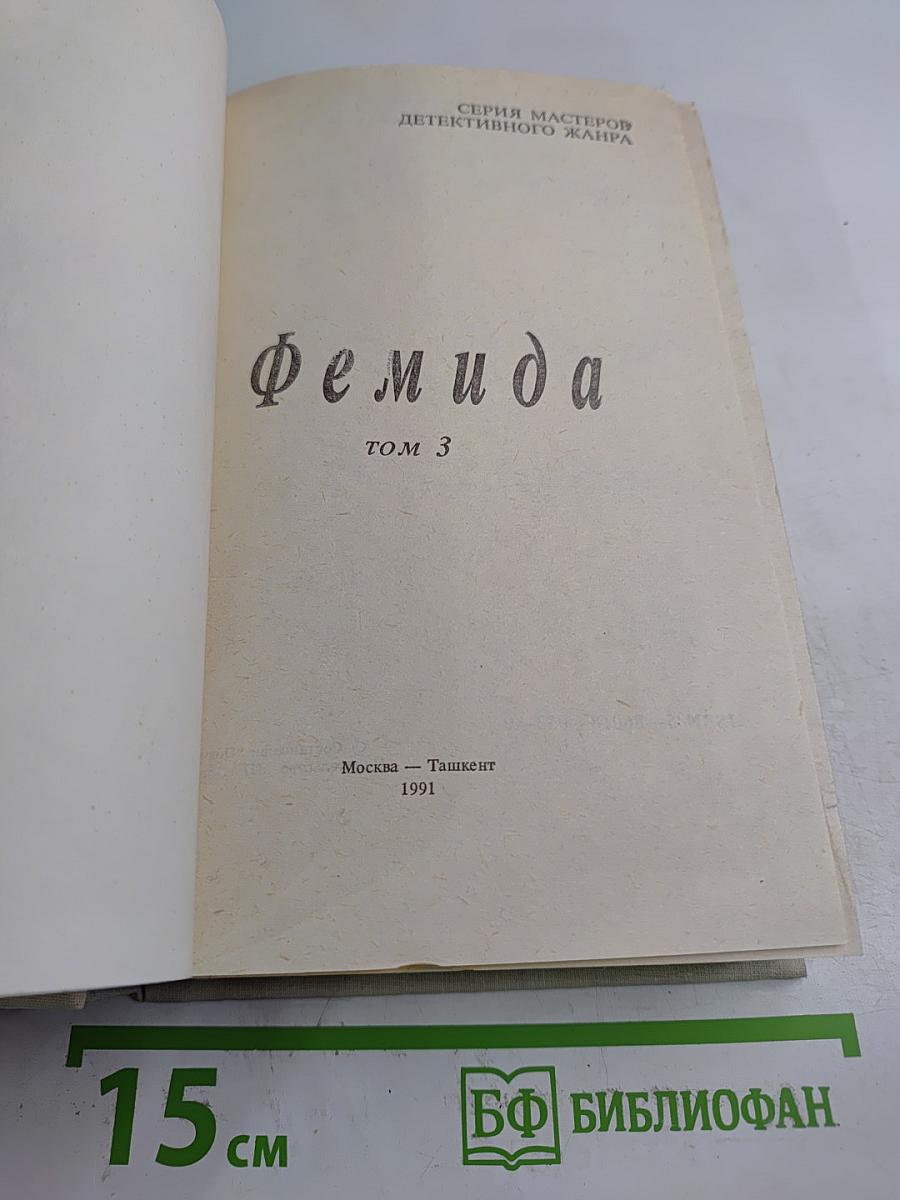 СЕРИЯ МАСТЕРОВ
ДЕТЕКТИВНОГО ЖАНРА
Фемида
том 3
Москва — Ташкент
1991
15 см
БФ БИБЛИОФАН